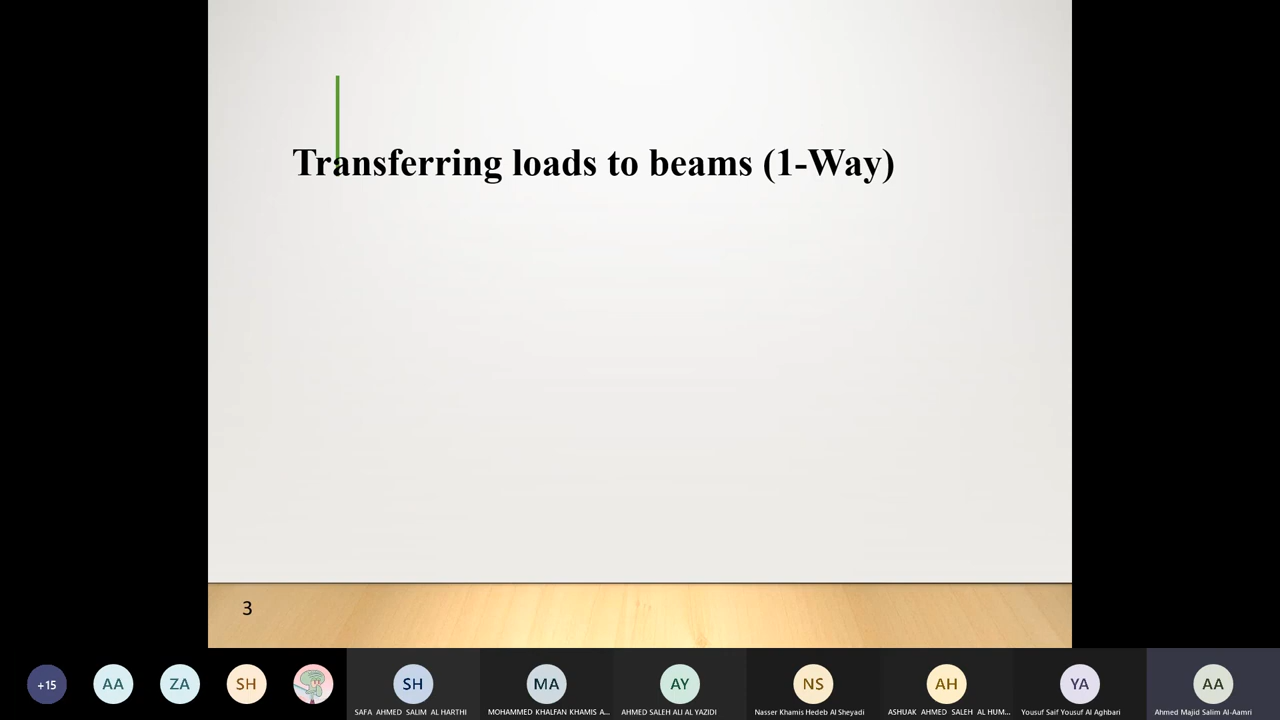 Transferring loads to beams (1-Way)
3
+15
AA
ZA
SH
SH
MA
AY
NS
AH
YA
AA
SAFA AHMED SALIM AL HARTHI
MOHAMMED KHALFAN KHAMIS A...
AHMED SALEH ALI AL YAZIDI
Nasser Khamis Hedeb Al Sheyadi
ASHUAK AHMED SALEH AL HUM...
Yousuf Saif Yousuf Al Aghbari
Ahmed Majid Salim Al-Aamri